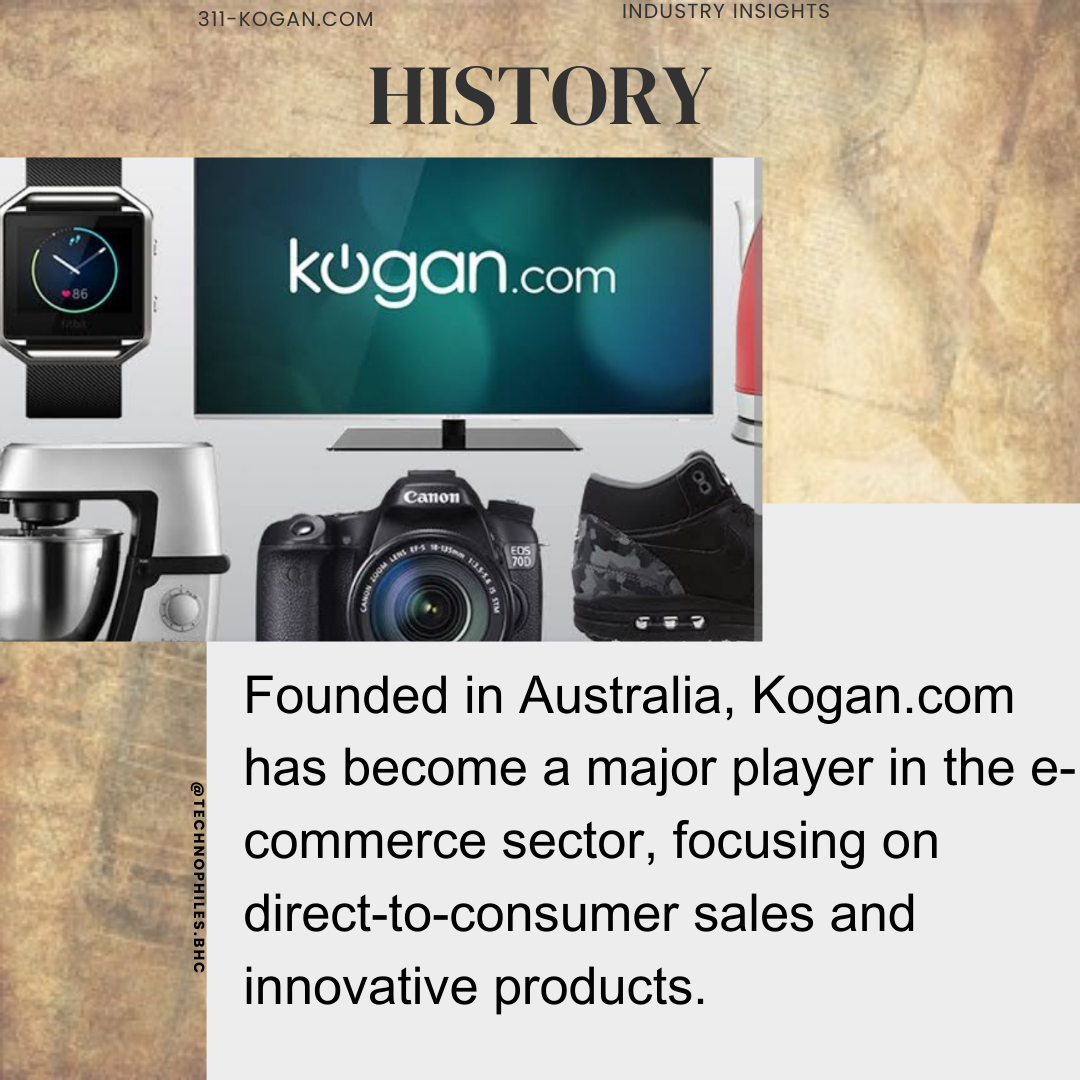 311-KOGAN.COM
INDUSTRY INSIGHTS
HISTORY
86
fitbit
kogan.com
Canon
EOS
70D
CANON ZOOM LENS EF-S 18-135mm 1:3.5-5.6 IS STM
Founded in Australia, Kogan.com
has become a major player in the e-
commerce sector, focusing on
direct-to-consumer sales and
innovative products.
@TECHNOPHILES.BHC